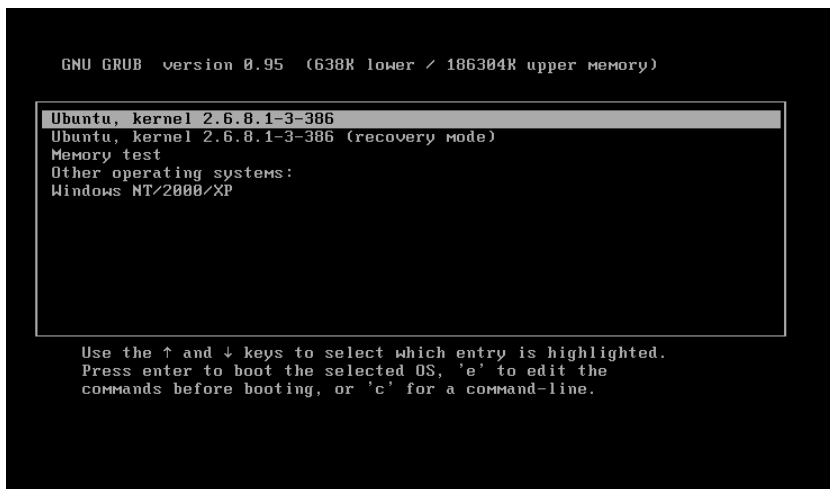 GNU GRUB  version 0.95  (638K lower / 186304K upper memory)
Ubuntu, kernel 2.6.8.1-3-386
Ubuntu, kernel 2.6.8.1-3-386 (recovery mode)
Memory test
Other operating systems:
Windows NT/2000/XP
Use the ↑ and ↓ keys to select which entry is highlighted.
Press enter to boot the selected OS, 'e' to edit the
commands before booting, or 'c' for a command-line.